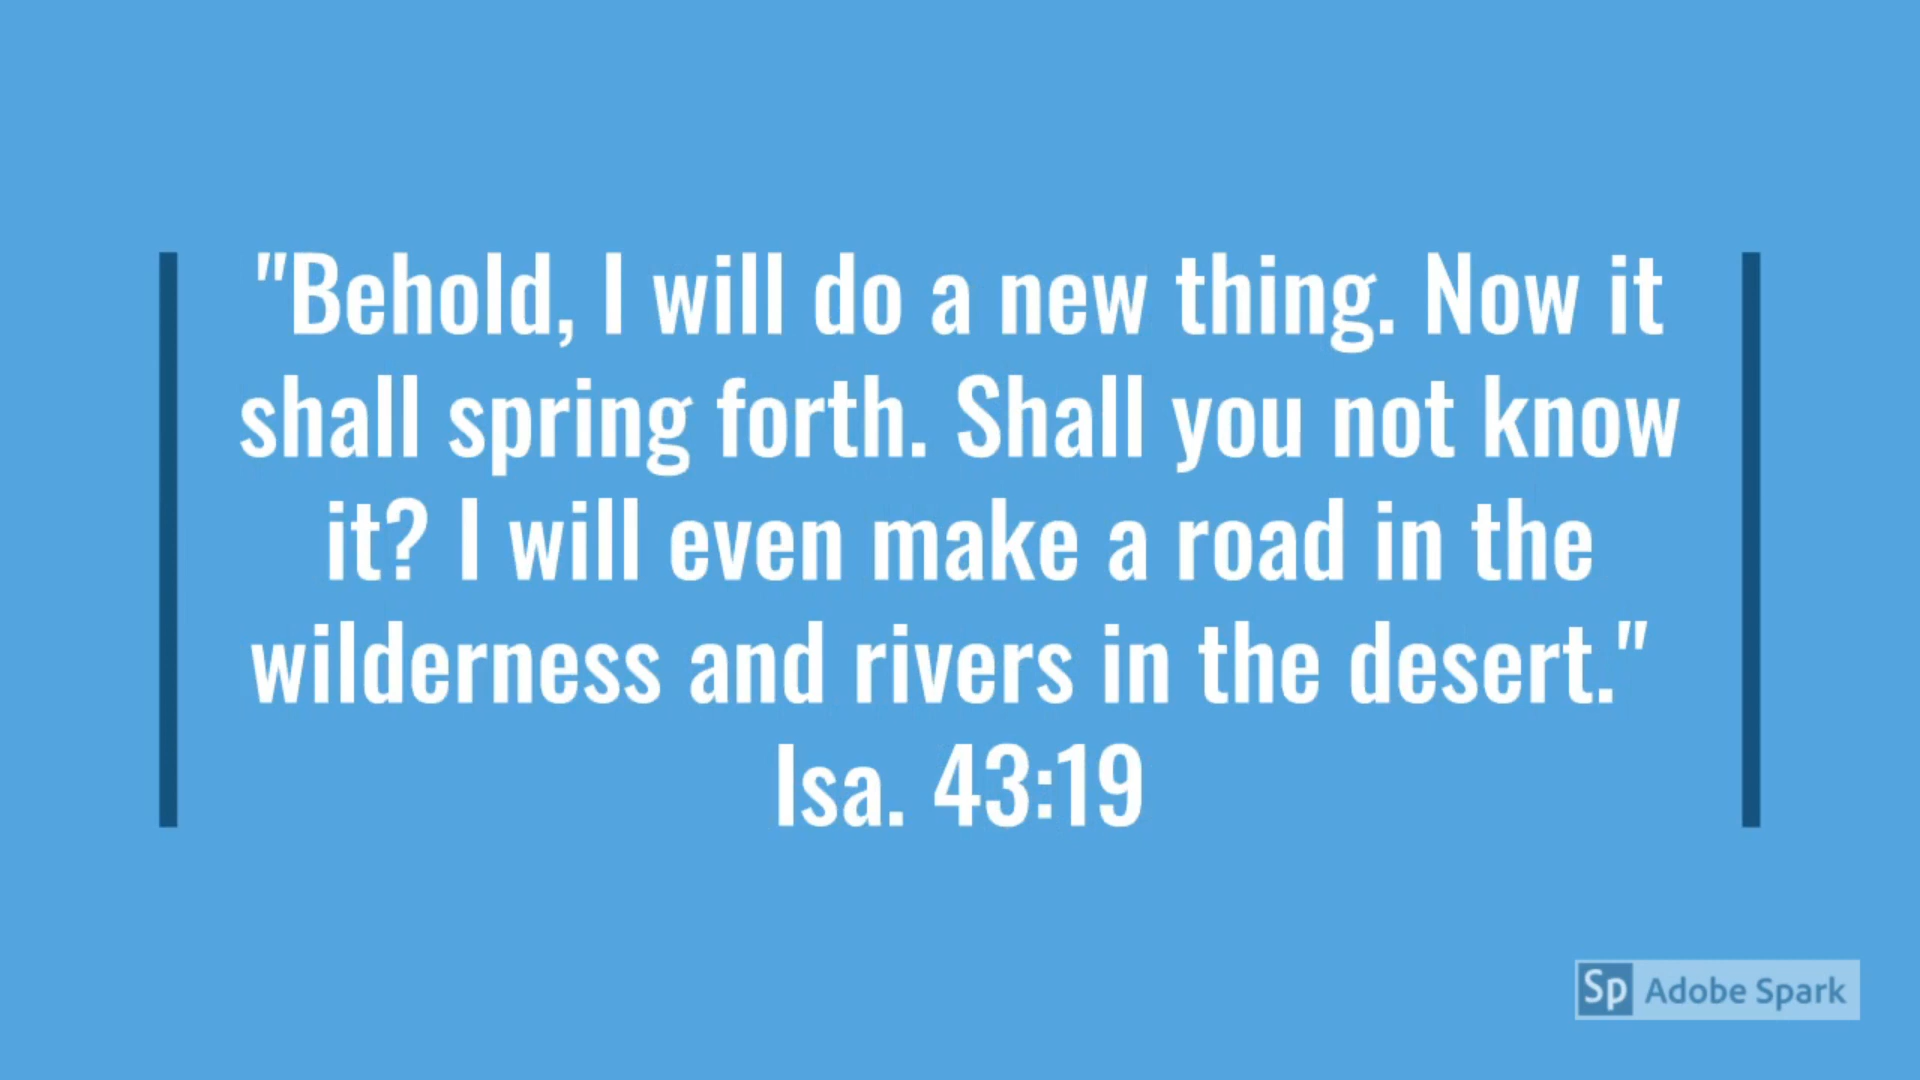 "Behold, I will do a new thing. Now it
shall spring forth. Shall you not know
it? I will even make a road in the
wilderness and rivers in the desert."
Isa. 43:19
Sp Adobe Spark